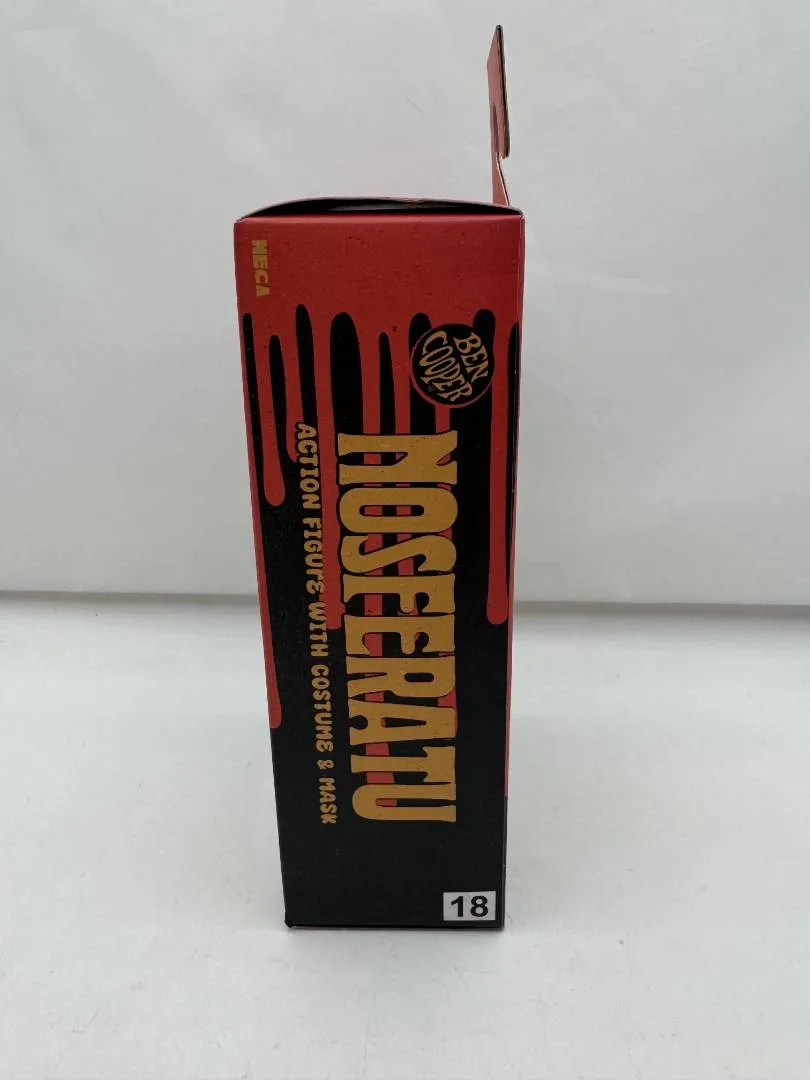 NECA
BEN
COOPER
NOSFERATU
ACTION FIGURE WITH COSTUME & MASK
18